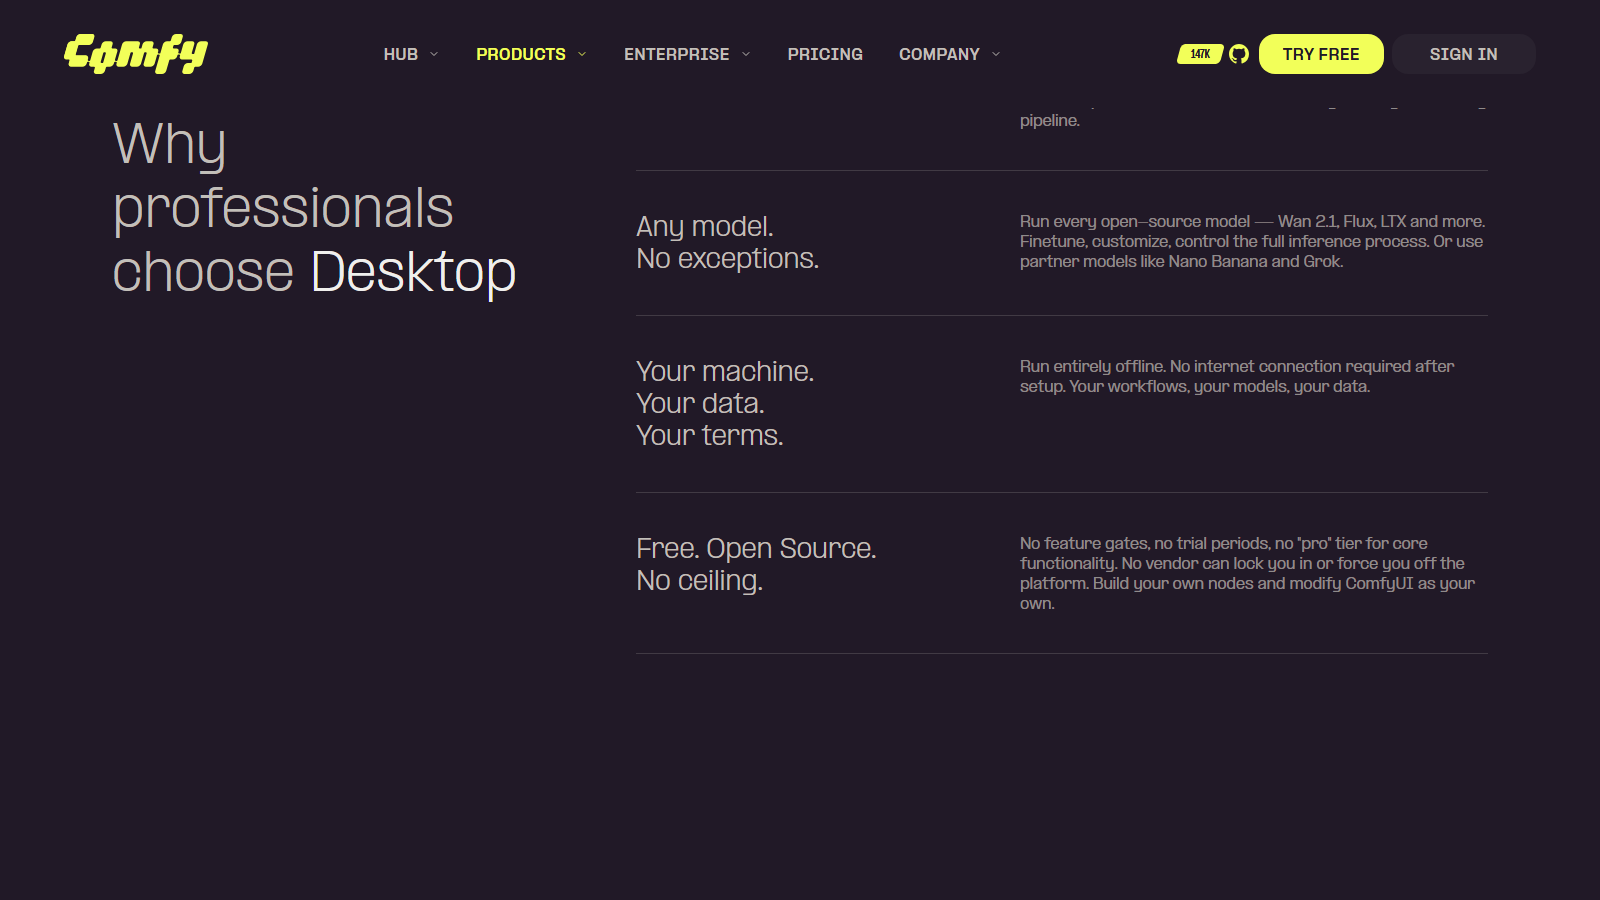 Comfy
HUB
PRODUCTS
ENTERPRISE
PRICING
COMPANY
147K
TRY FREE
SIGN IN
Why
professionals
choose Desktop
pipeline.
Any model.
No exceptions.
Run every open-source model — Wan 2.1, Flux, LTX and more.
Finetune, customize, control the full inference process. Or use
partner models like Nano Banana and Grok.
Your machine.
Your data.
Your terms.
Run entirely offline. No internet connection required after
setup. Your workflows, your models, your data.
Free. Open Source.
No ceiling.
No feature gates, no trial periods, no "pro" tier for core
functionality. No vendor can lock you in or force you off the
platform. Build your own nodes and modify ComfyUI as your
own.